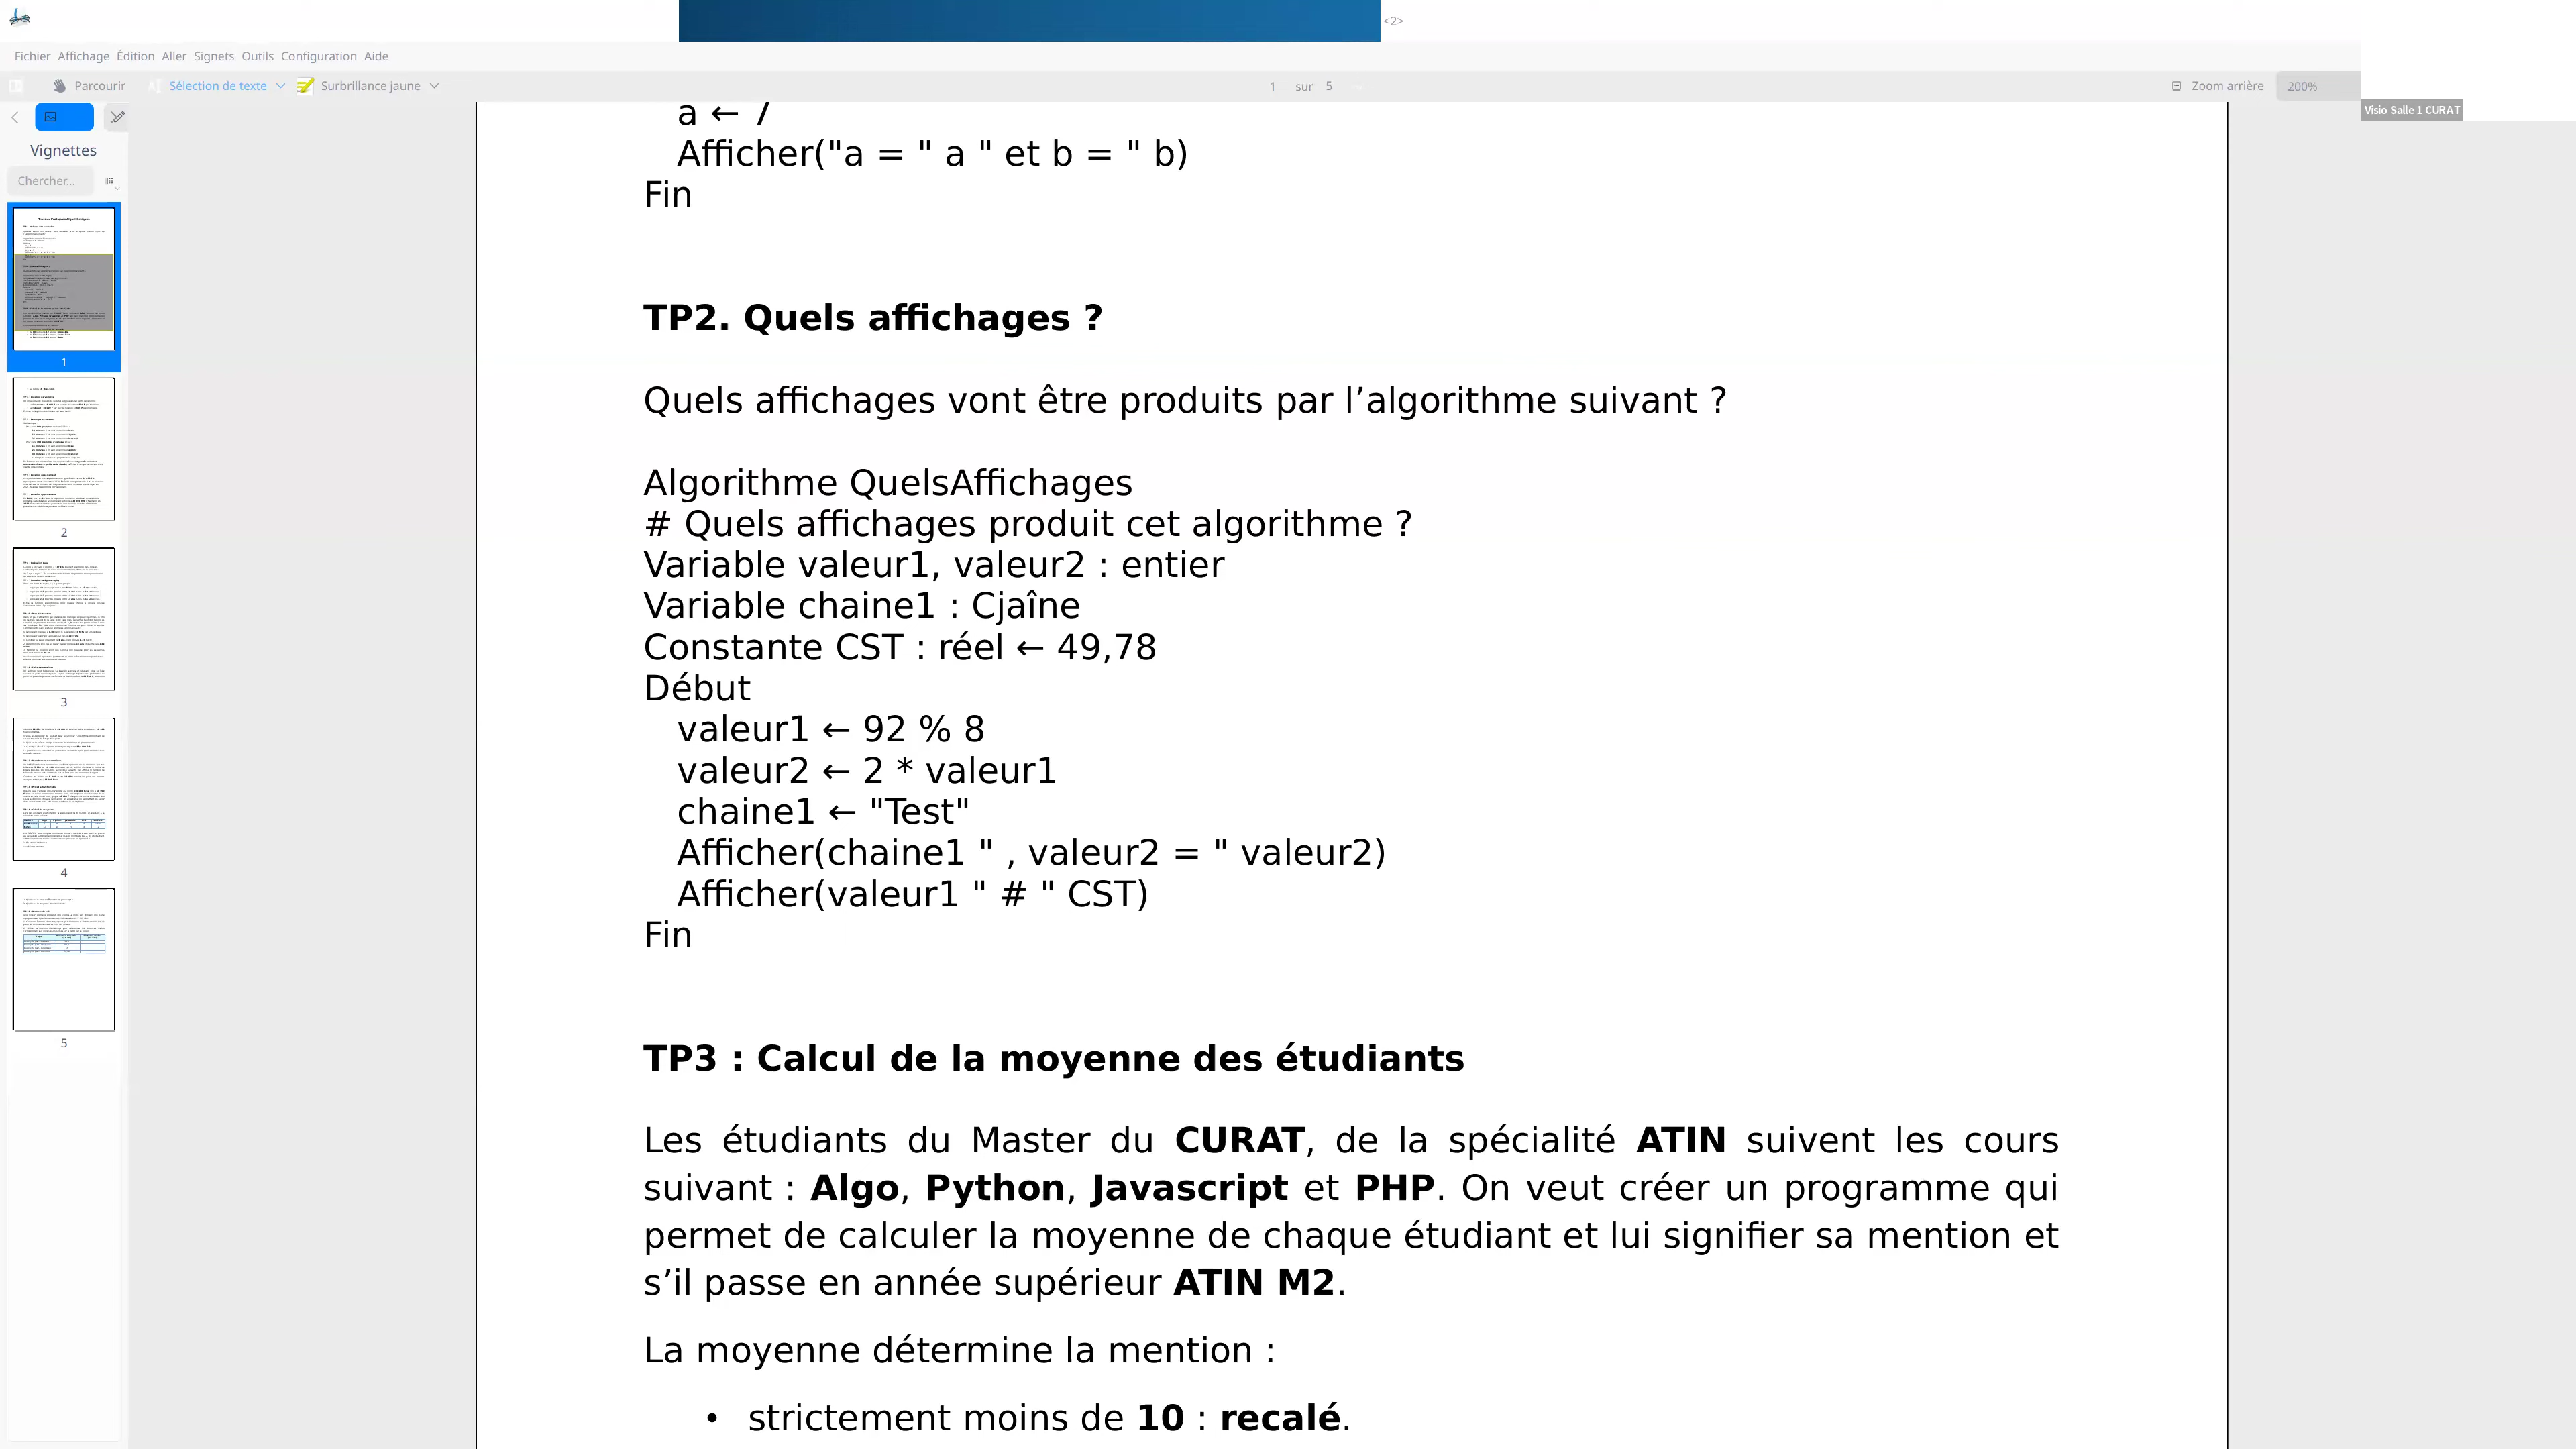 <2>
Fichier Affichage Édition Aller Signets Outils Configuration Aide
Parcourir Sélection de texte Surbrillance jaune 1 sur 5 Zoom arrière 200%
Visio Salle 1 CURAT
Vignettes
Chercher...
1
2
3
4
5
a ← 7
Afficher("a = " a " et b = " b)
Fin
TP2. Quels affichages ?
Quels affichages vont être produits par l’algorithme suivant ?
Algorithme QuelsAffichages
# Quels affichages produit cet algorithme ?
Variable valeur1, valeur2 : entier
Variable chaine1 : Cjaîne
Constante CST : réel ← 49,78
Début
valeur1 ← 92 % 8
valeur2 ← 2 * valeur1
chaine1 ← "Test"
Afficher(chaine1 " , valeur2 = " valeur2)
Afficher(valeur1 " # " CST)
Fin
TP3 : Calcul de la moyenne des étudiants
Les étudiants du Master du CURAT, de la spécialité ATIN suivent les cours
suivant : Algo, Python, Javascript et PHP. On veut créer un programme qui
permet de calculer la moyenne de chaque étudiant et lui signifier sa mention et
s’il passe en année supérieur ATIN M2.
La moyenne détermine la mention :
• strictement moins de 10 : recalé.